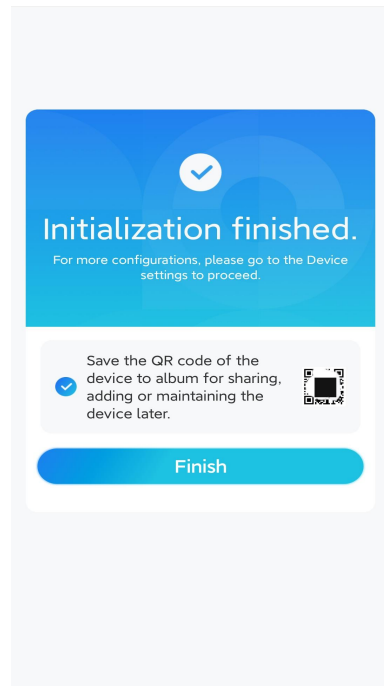 Initialization finished.
For more configurations, please go to the Device
settings to proceed.
Save the QR code of the
device to album for sharing,
adding or maintaining the
device later.
Finish